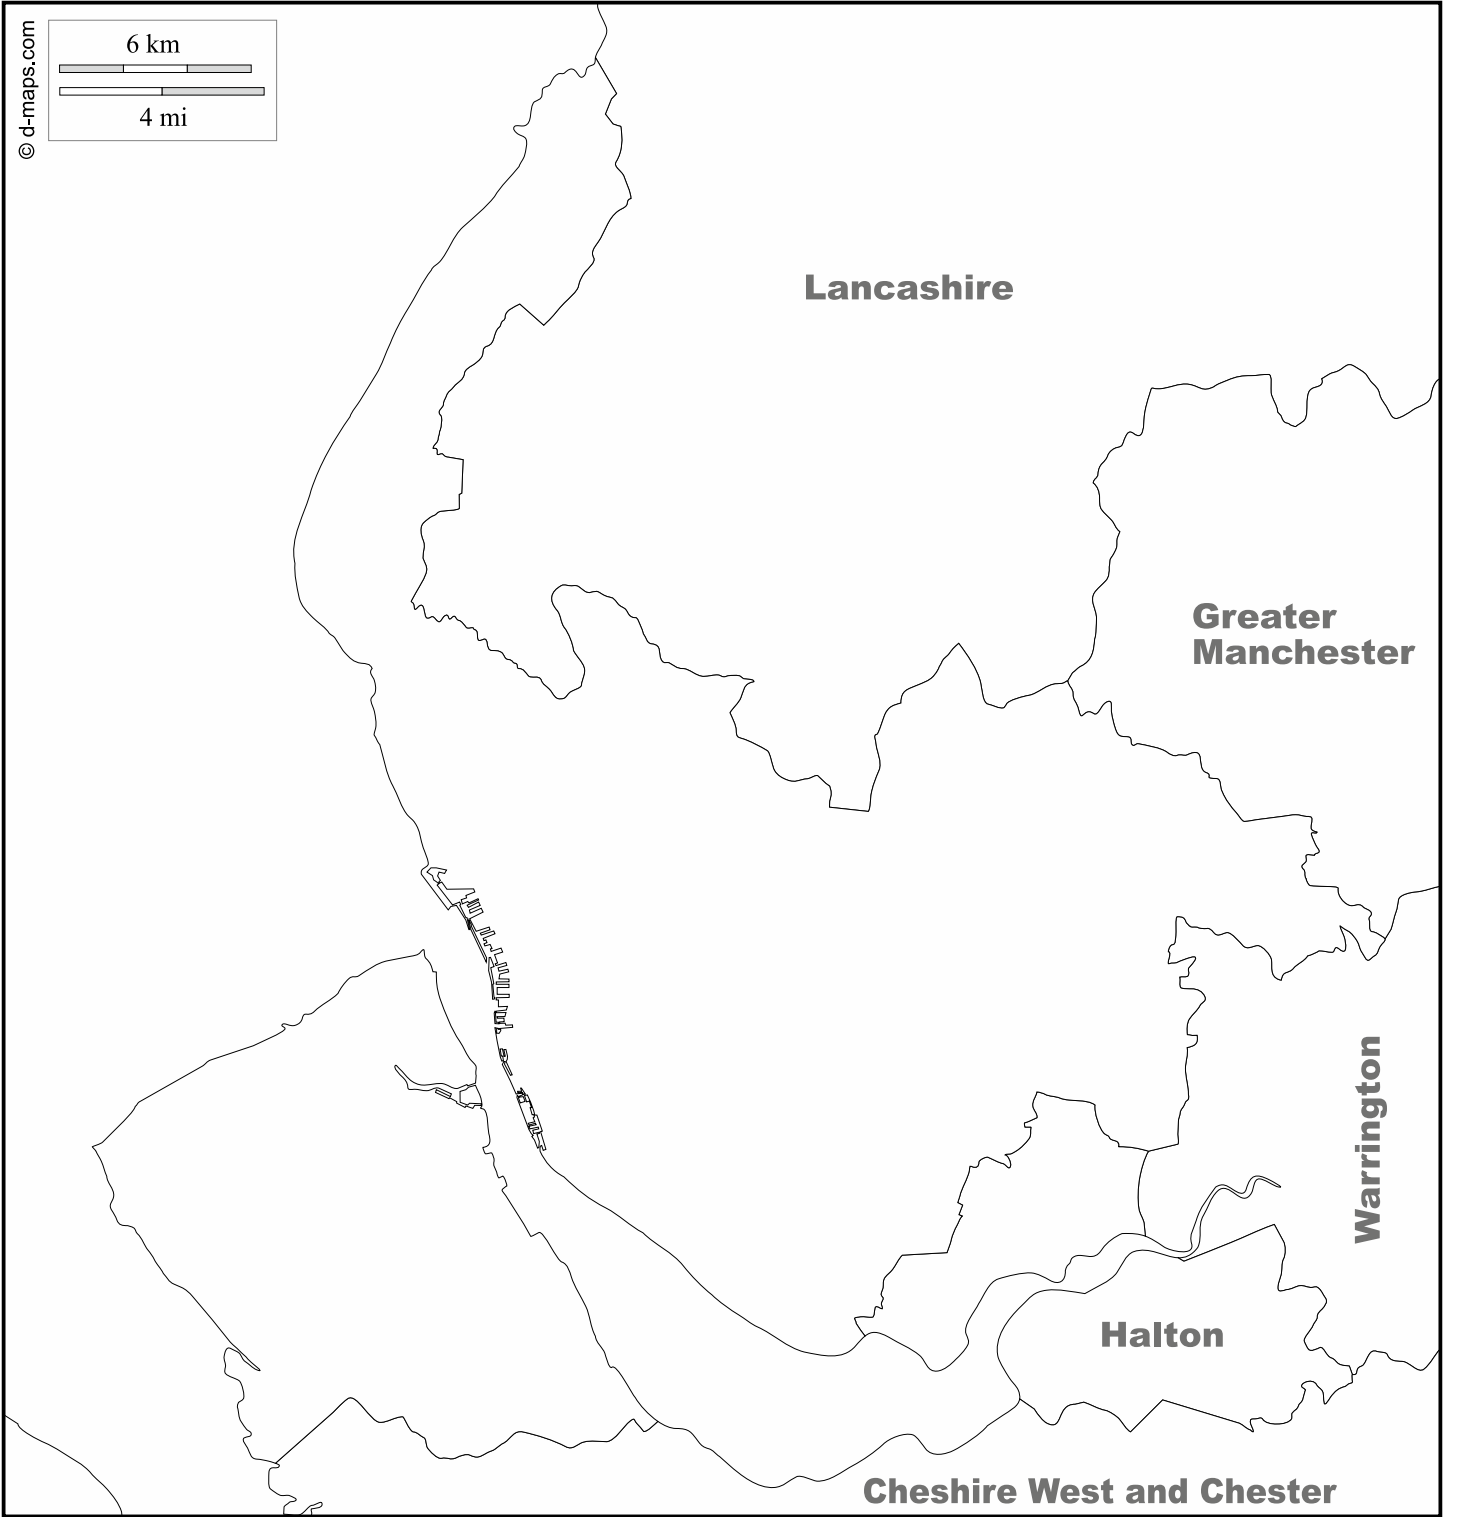 © d-maps.com
6 km
4 mi
Lancashire
Greater
Manchester
Warrington
Halton
Cheshire West and Chester